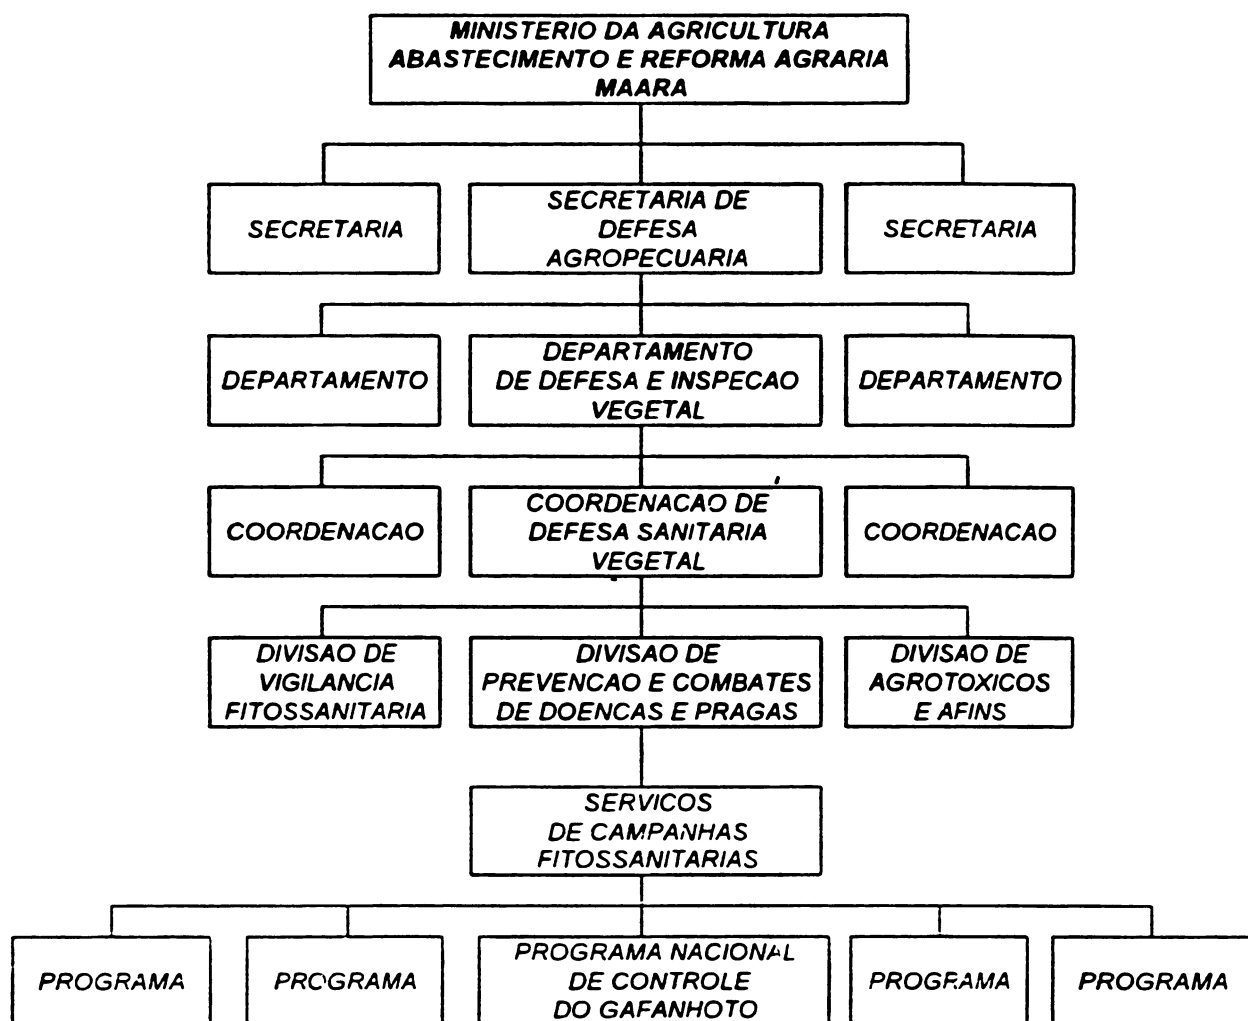 MINISTERIO DA AGRICULTURA
ABASTECIMENTO E REFORMA AGRARIA
MAARA
SECRETARIA
SECRETARIA DE
DEFESA
AGROPECUARIA
SECRETARIA
DEPARTAMENTO
DEPARTAMENTO
DE DEFESA E INSPECAO
VEGETAL
DEPARTAMENTO
COORDENACAO
COORDENACAO DE
DEFESA SANITARIA
VEGETAL
COORDENACAO
DIVISAO DE
VIGILANCIA
FITOSSANITARIA
DIVISAO DE
PREVENCAO E COMBATES
DE DOENCAS E PRAGAS
DIVISAO DE
AGROTOXICOS
E AFINS
SERVICOS
DE CAMPANHAS
FITOSSANITARIAS
PROGRAMA
PROGRAMA
PROGRAMA NACIONAL
DE CONTROLE
DO GAFANHOTO
PROGRAMA
PROGRAMA